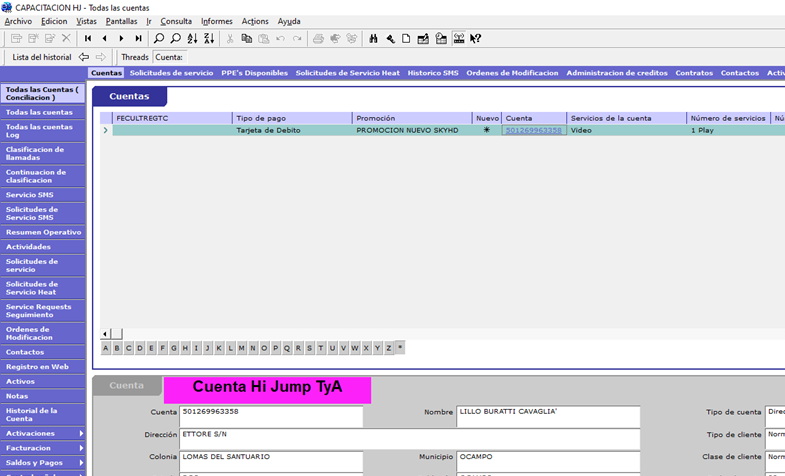 CAPACITACION HJ - Todas las cuentas
Archivo Edicion Vistas Pantallas Ir Consulta Informes Actions Ayuda
Lista del historial Threads Cuenta:
Cuentas Solicitudes de servicio PPE's Disponibles Solicitudes de Servicio Heat Historico SMS Ordenes de Modificacion Administracion de creditos Contratos Contactos Activ
Todas las Cuentas (
Conciliacion )
Todas las cuentas
Todas las cuentas
Log
Clasificacion de
llamadas
Continuacion de
clasificacion
Servicio SMS
Solicitudes de
Servicio SMS
Resumen Operativo
Actividades
Solicitudes de
servicio
Solicitudes de
Servicio Heat
Service Requests
Seguimiento
Ordenes de
Modificacion
Contactos
Registro en Web
Activos
Notas
Historial de la
Cuenta
Activaciones
Facturacion
Saldos y Pagos
Cuentas
FECULTREGTC Tipo de pago Promoción Nuevo Cuenta Servicios de la cuenta Número de servicios Nú
Tarjeta de Debito PROMOCION NUEVO SKYHD * 501269963358 Video 1 Play
A B C D E F G H I J K L M N O P Q R S T U V W X Y Z *
Cuenta Cuenta Hi Jump TyA
Cuenta 501269963358 Nombre LILLO BURATTI CAVAGLIA' Tipo de cuenta Direc
Dirección ETTORE S/N Tipo de cliente Norm
Colonia LOMAS DEL SANTUARIO Municipio OCAMPO Clase de cliente Norm